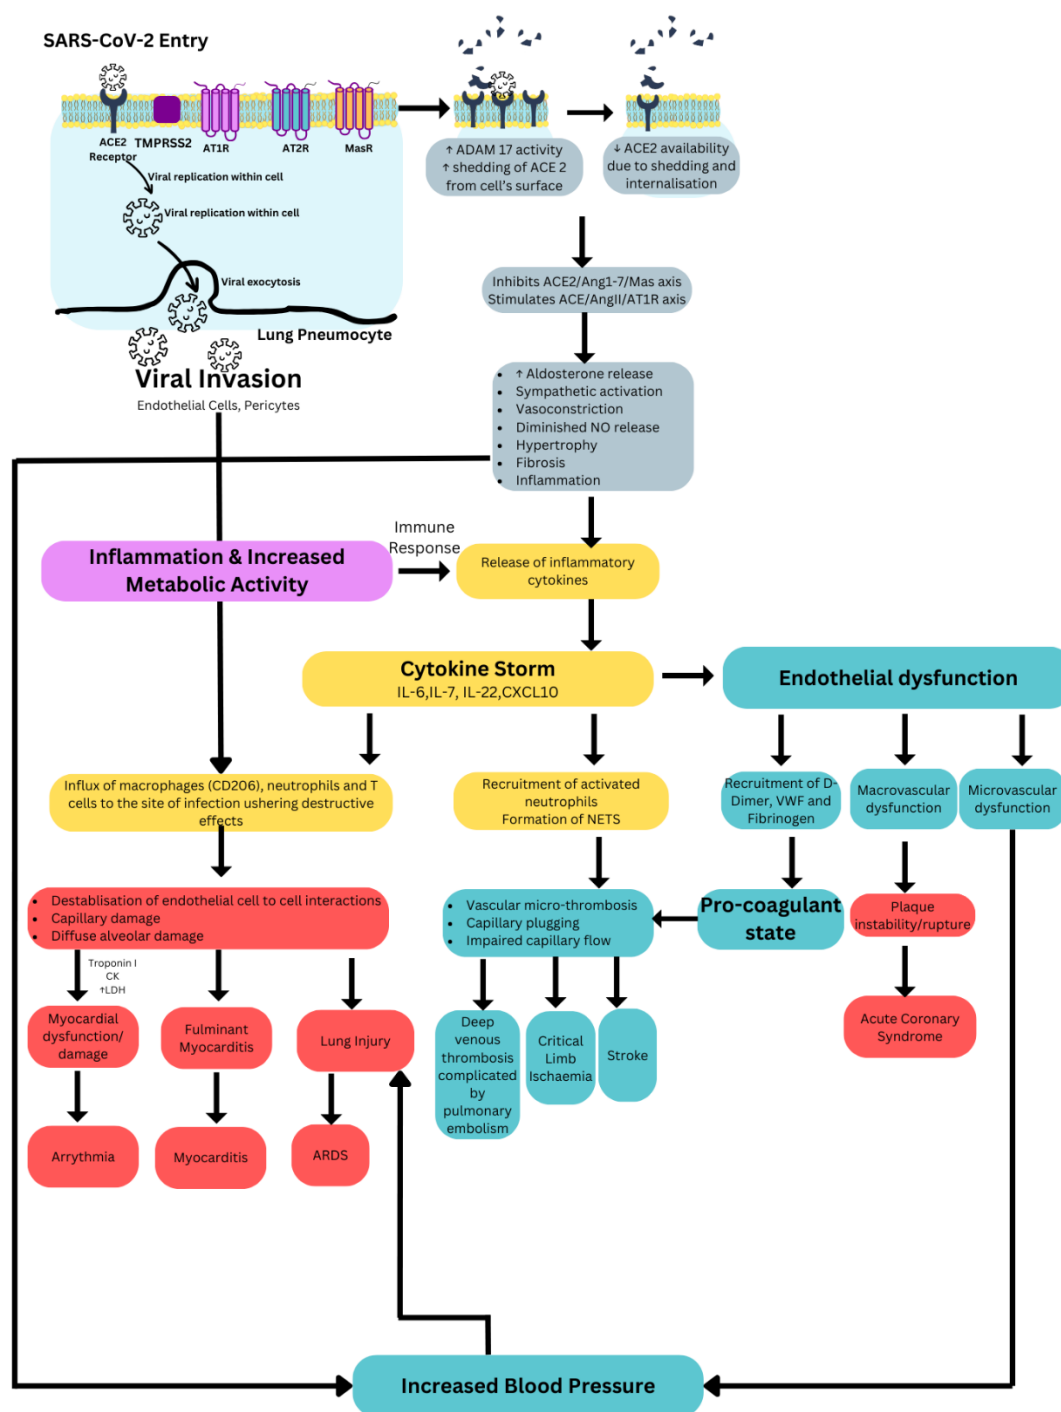 SARS-CoV-2 Entry
ACE2
Receptor
TMPRSS2
AT1R
AT2R
MasR
Viral replication within cell
Viral replication within cell
Viral exocytosis
Lung Pneumocyte
Viral Invasion
Endothelial Cells, Pericytes
↑ ADAM 17 activity
↑ shedding of ACE 2
from cell's surface
↓ ACE2 availability
due to shedding and
internalisation
Inhibits ACE2/Ang1-7/Mas axis
Stimulates ACE/AngII/AT1R axis
• ↑ Aldosterone release
• Sympathetic activation
• Vasoconstriction
• Diminished NO release
• Hypertrophy
• Fibrosis
• Inflammation
Inflammation & Increased
Metabolic Activity
Immune
Response
Release of inflammatory
cytokines
Cytokine Storm
IL-6,IL-7, IL-22,CXCL10
Endothelial dysfunction
Influx of macrophages (CD206), neutrophils and T
cells to the site of infection ushering destructive
effects
Recruitment of activated
neutrophils
Formation of NETS
Recruitment of D-
Dimer, VWF and
Fibrinogen
Macrovascular
dysfunction
Microvascular
dysfunction
• Destablisation of endothelial cell to cell interactions
• Capillary damage
• Diffuse alveolar damage
• Vascular micro-thrombosis
• Capillary plugging
• Impaired capillary flow
Pro-coagulant
state
Plaque
instability/rupture
Troponin I
CK
↑LDH
Myocardial
dysfunction/
damage
Fulminant
Myocarditis
Lung Injury
Deep
venous
thrombosis
complicated
by
pulmonary
embolism
Critical
Limb
Ischaemia
Stroke
Acute Coronary
Syndrome
Arrythmia
Myocarditis
ARDS
Increased Blood Pressure